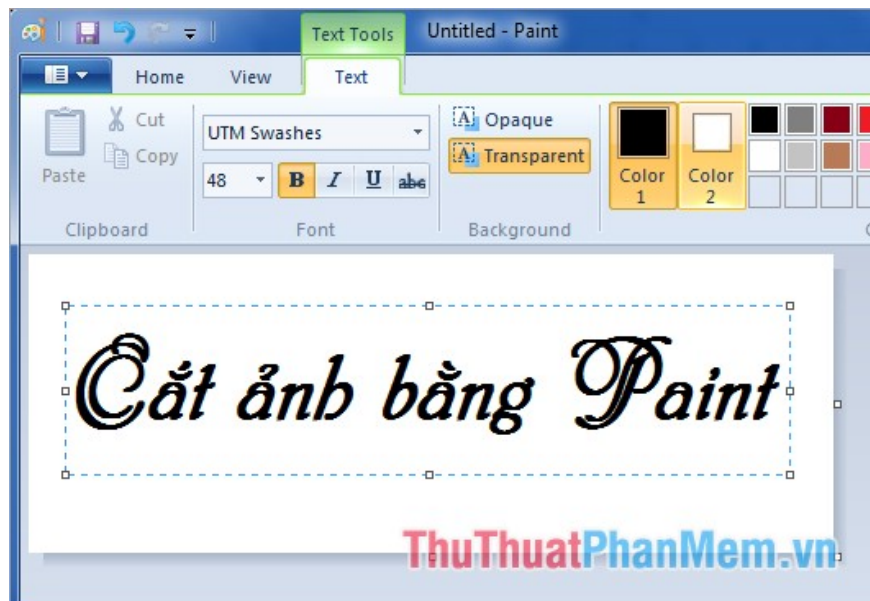 Text Tools
Untitled - Paint
Home View Text
Cut
Copy
Paste
Clipboard
UTM Swashes
48 B I U abc
Font
Opaque
Transparent
Background
Color 1
Color 2
Cắt ảnh bằng Paint
ThuThuatPhanMem.vn